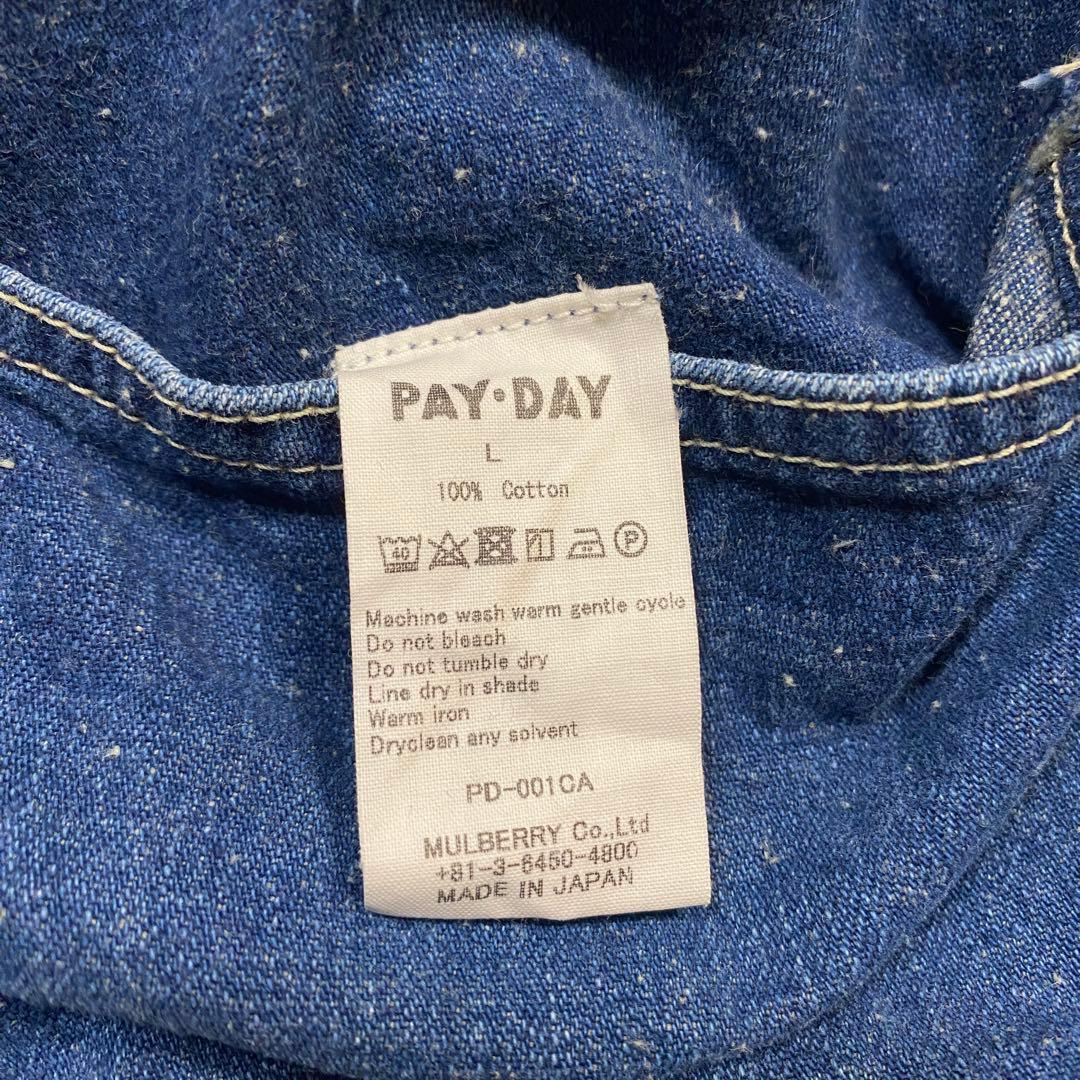 PAY·DAY
L
100% Cotton
40 P
Machine wash warm gentle cycle
Do not bleach
Do not tumble dry
Line dry in shade
Warm iron
Dryclean any solvent
PD-001CA
MULBERRY Co.,Ltd
+81-3-6450-4800
MADE IN JAPAN